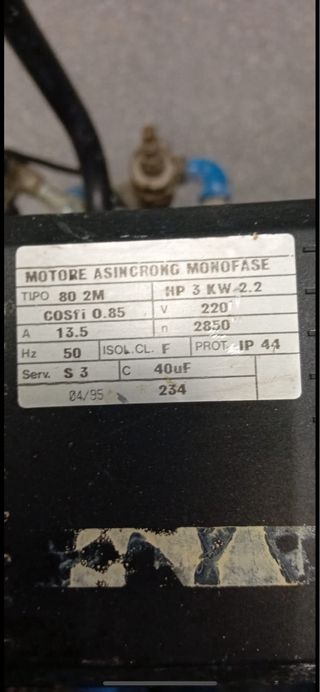 MOTORE ASINCRONO MONOFASE
TIPO 80 2M HP 3 KW 2.2
COSfi 0.85 V 220
A 13.5 n 2850
Hz 50 ISOL.CL. F PROT. IP 44
Serv. S 3 C 40uF
04/95 234